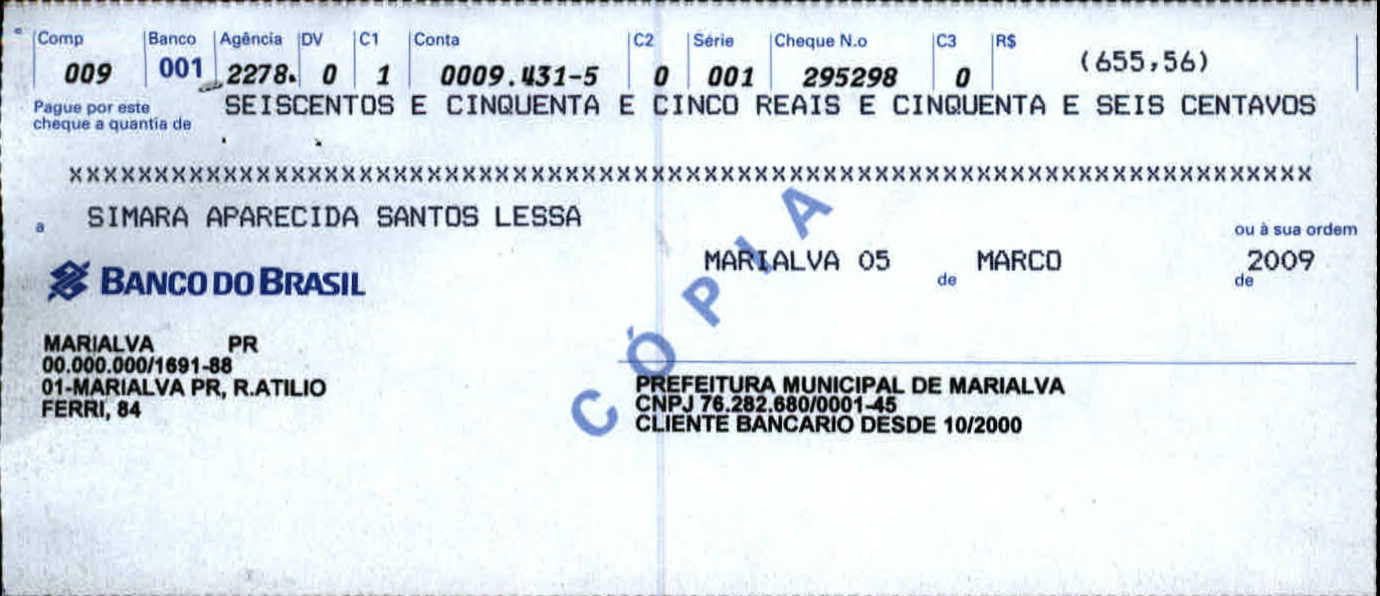 Comp Banco Agência DV C1 Conta C2 Série Cheque N.o C3 R$
009 001 2278. 0 1 0009.431-5 0 001 295298 0 (655,56)
Pague por este
cheque a quantia de SEISCENTOS E CINQUENTA E CINCO REAIS E CINQUENTA E SEIS CENTAVOS
xxxxxxxxxxxxxxxxxxxxxxxxxxxxxxxxxxxxxxxxxxxxxxxxxxxxxxxxxxxxxxxxxxxxxxxxx
a SIMARA APARECIDA SANTOS LESSA ou à sua ordem
MARIALVA 05 de MARCO de 2009
BANCO DO BRASIL
CÓPIA
MARIALVA PR
00.000.000/1691-88
01-MARIALVA PR, R.ATILIO
FERRI, 84
PREFEITURA MUNICIPAL DE MARIALVA
CNPJ 76.282.680/0001-45
CLIENTE BANCARIO DESDE 10/2000